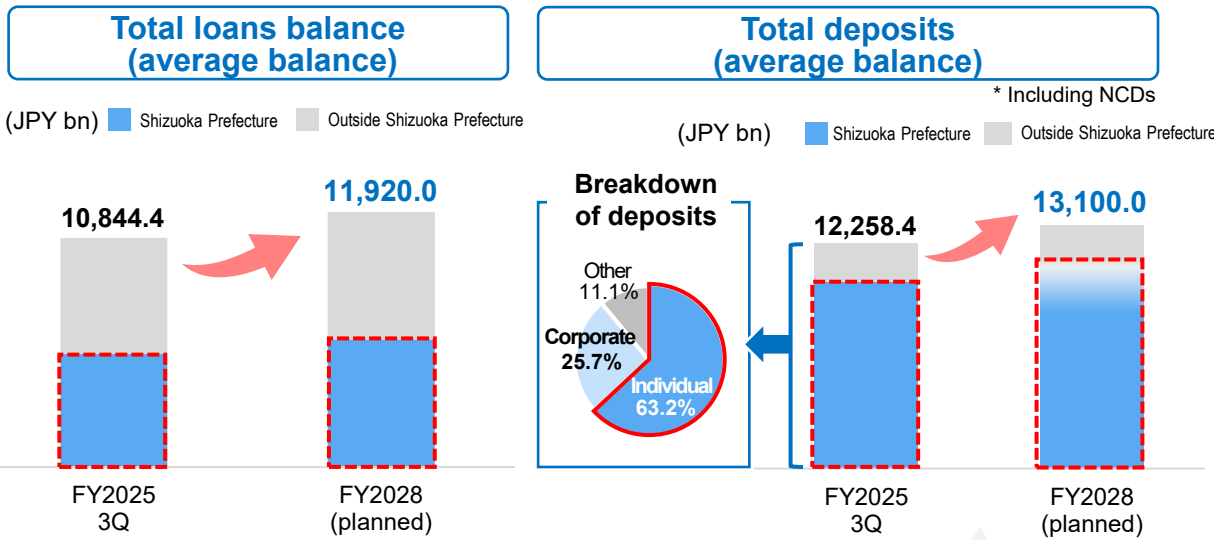 Total loans balance
(average balance)
(JPY bn)
Shizuoka Prefecture
Outside Shizuoka Prefecture
10,844.4
11,920.0
FY2025
3Q
FY2028
(planned)
Total deposits
(average balance)
* Including NCDs
(JPY bn)
Shizuoka Prefecture
Outside Shizuoka Prefecture
Breakdown
of deposits
Other
11.1%
Corporate
25.7%
Individual
63.2%
12,258.4
13,100.0
FY2025
3Q
FY2028
(planned)